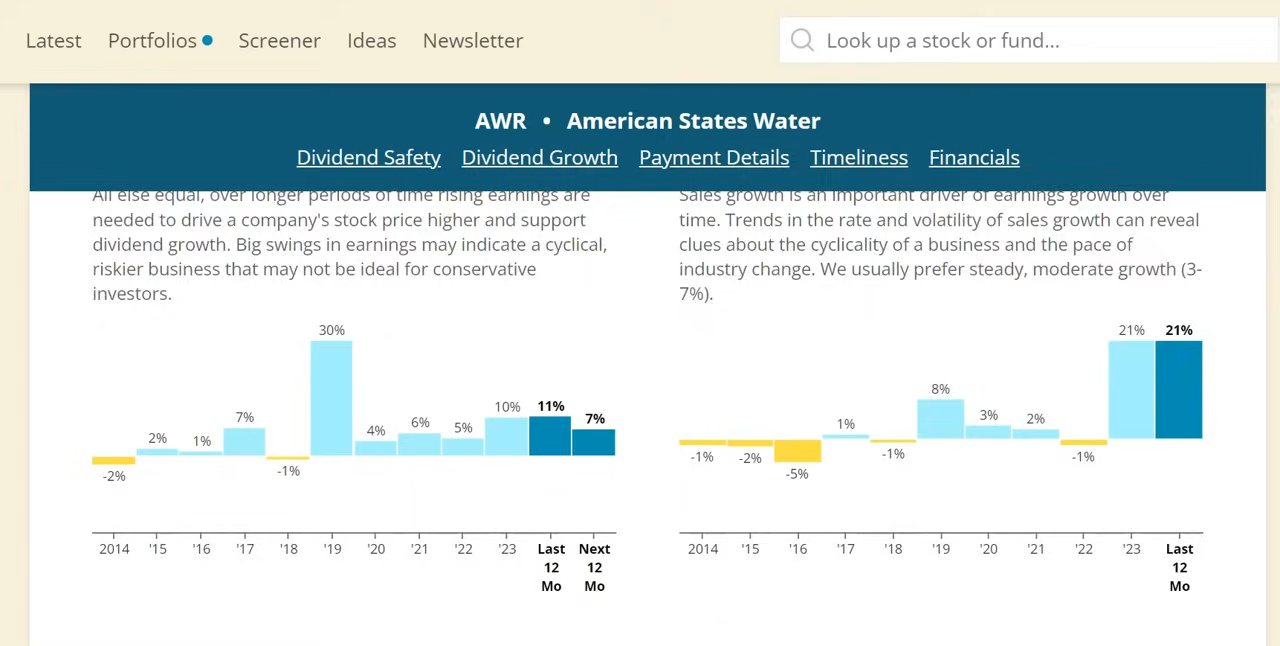 Latest Portfolios Screener Ideas Newsletter
Look up a stock or fund...
AWR • American States Water
Dividend Safety Dividend Growth Payment Details Timeliness Financials
All else equal, over longer periods of time rising earnings are
needed to drive a company's stock price higher and support
dividend growth. Big swings in earnings may indicate a cyclical,
riskier business that may not be ideal for conservative
investors.
Sales growth is an important driver of earnings growth over
time. Trends in the rate and volatility of sales growth can reveal
clues about the cyclicality of a business and the pace of
industry change. We usually prefer steady, moderate growth (3-
7%).
-2% 2% 1% 7% -1% 30% 4% 6% 5% 10% 11% 7%
2014 '15 '16 '17 '18 '19 '20 '21 '22 '23 Last Next
12 12
Mo Mo
-1% -2% -5% 1% -1% 8% 3% 2% -1% 21% 21%
2014 '15 '16 '17 '18 '19 '20 '21 '22 '23 Last
12
Mo